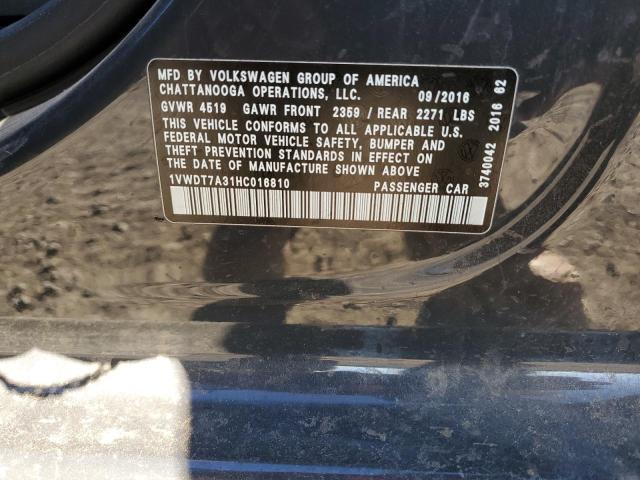 MFD BY VOLKSWAGEN GROUP OF AMERICA
CHATTANOOGA OPERATIONS, LLC. 09/2016
GVWR 4519 GAWR FRONT 2359 / REAR 2271 LBS
THIS VEHICLE CONFORMS TO ALL APPLICABLE U.S.
FEDERAL MOTOR VEHICLE SAFETY, BUMPER AND
THEFT PREVENTION STANDARDS IN EFFECT ON THE
DATE OF MANUFACTURE SHOWN ABOVE
1VWDT7A31HC016810 PASSENGER CAR
3740042 2016 62